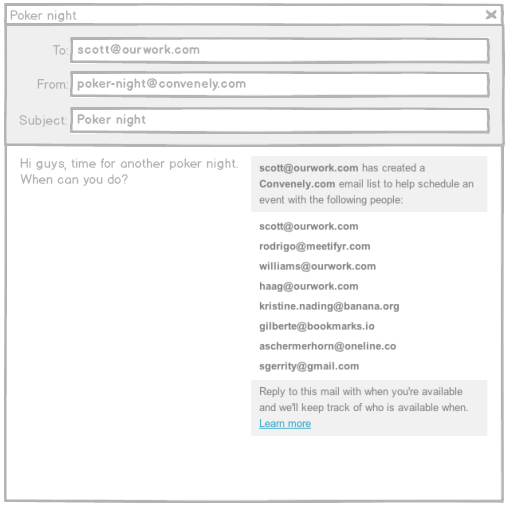 Poker night
To: scott@ourwork.com
From: poker-night@convenely.com
Subject: Poker night
Hi guys, time for another poker night.
When can you do?
scott@ourwork.com has created a
Convenely.com email list to help schedule an
event with the following people:
scott@ourwork.com
rodrigo@meetifyr.com
williams@ourwork.com
haag@ourwork.com
kristine.nading@banana.org
gilberte@bookmarks.io
aschermerhorn@oneline.co
sgerrity@gmail.com
Reply to this mail with when you're available
and we'll keep track of who is available when.
Learn more